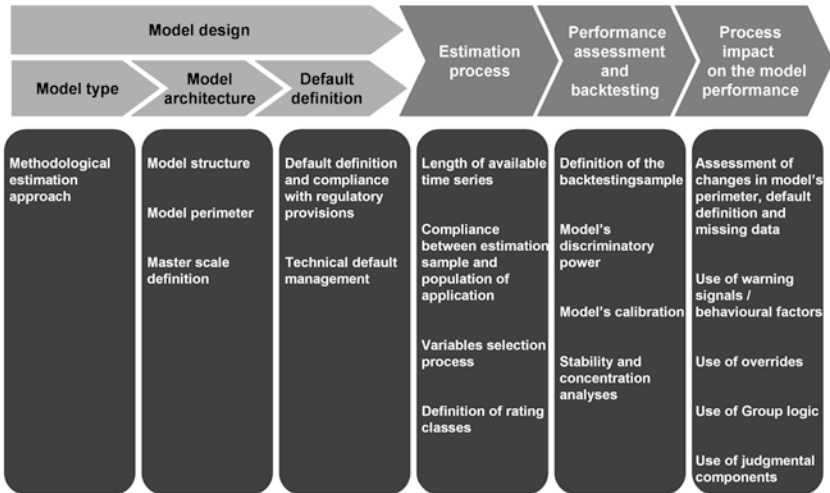 Model design
Model type
Model
architecture
Default
definition
Estimation
process
Performance
assessment
and
backtesting
Process
impact
on the model
performance
Methodological
estimation
approach
Model structure
Model perimeter
Master scale
definition
Default definition
and compliance
with regulatory
provisions
Technical default
management
Length of available
time series
Compliance
between estimation
sample and
population of
application
Variables selection
process
Definition of rating
classes
Definition of the
backtestingsample
Model's
discriminatory
power
Model's calibration
Stability and
concentration
analyses
Assessment of
changes in model's
perimeter, default
definition and
missing data
Use of warning
signals /
behavioural factors
Use of overrides
Use of Group logic
Use of judgmental
components